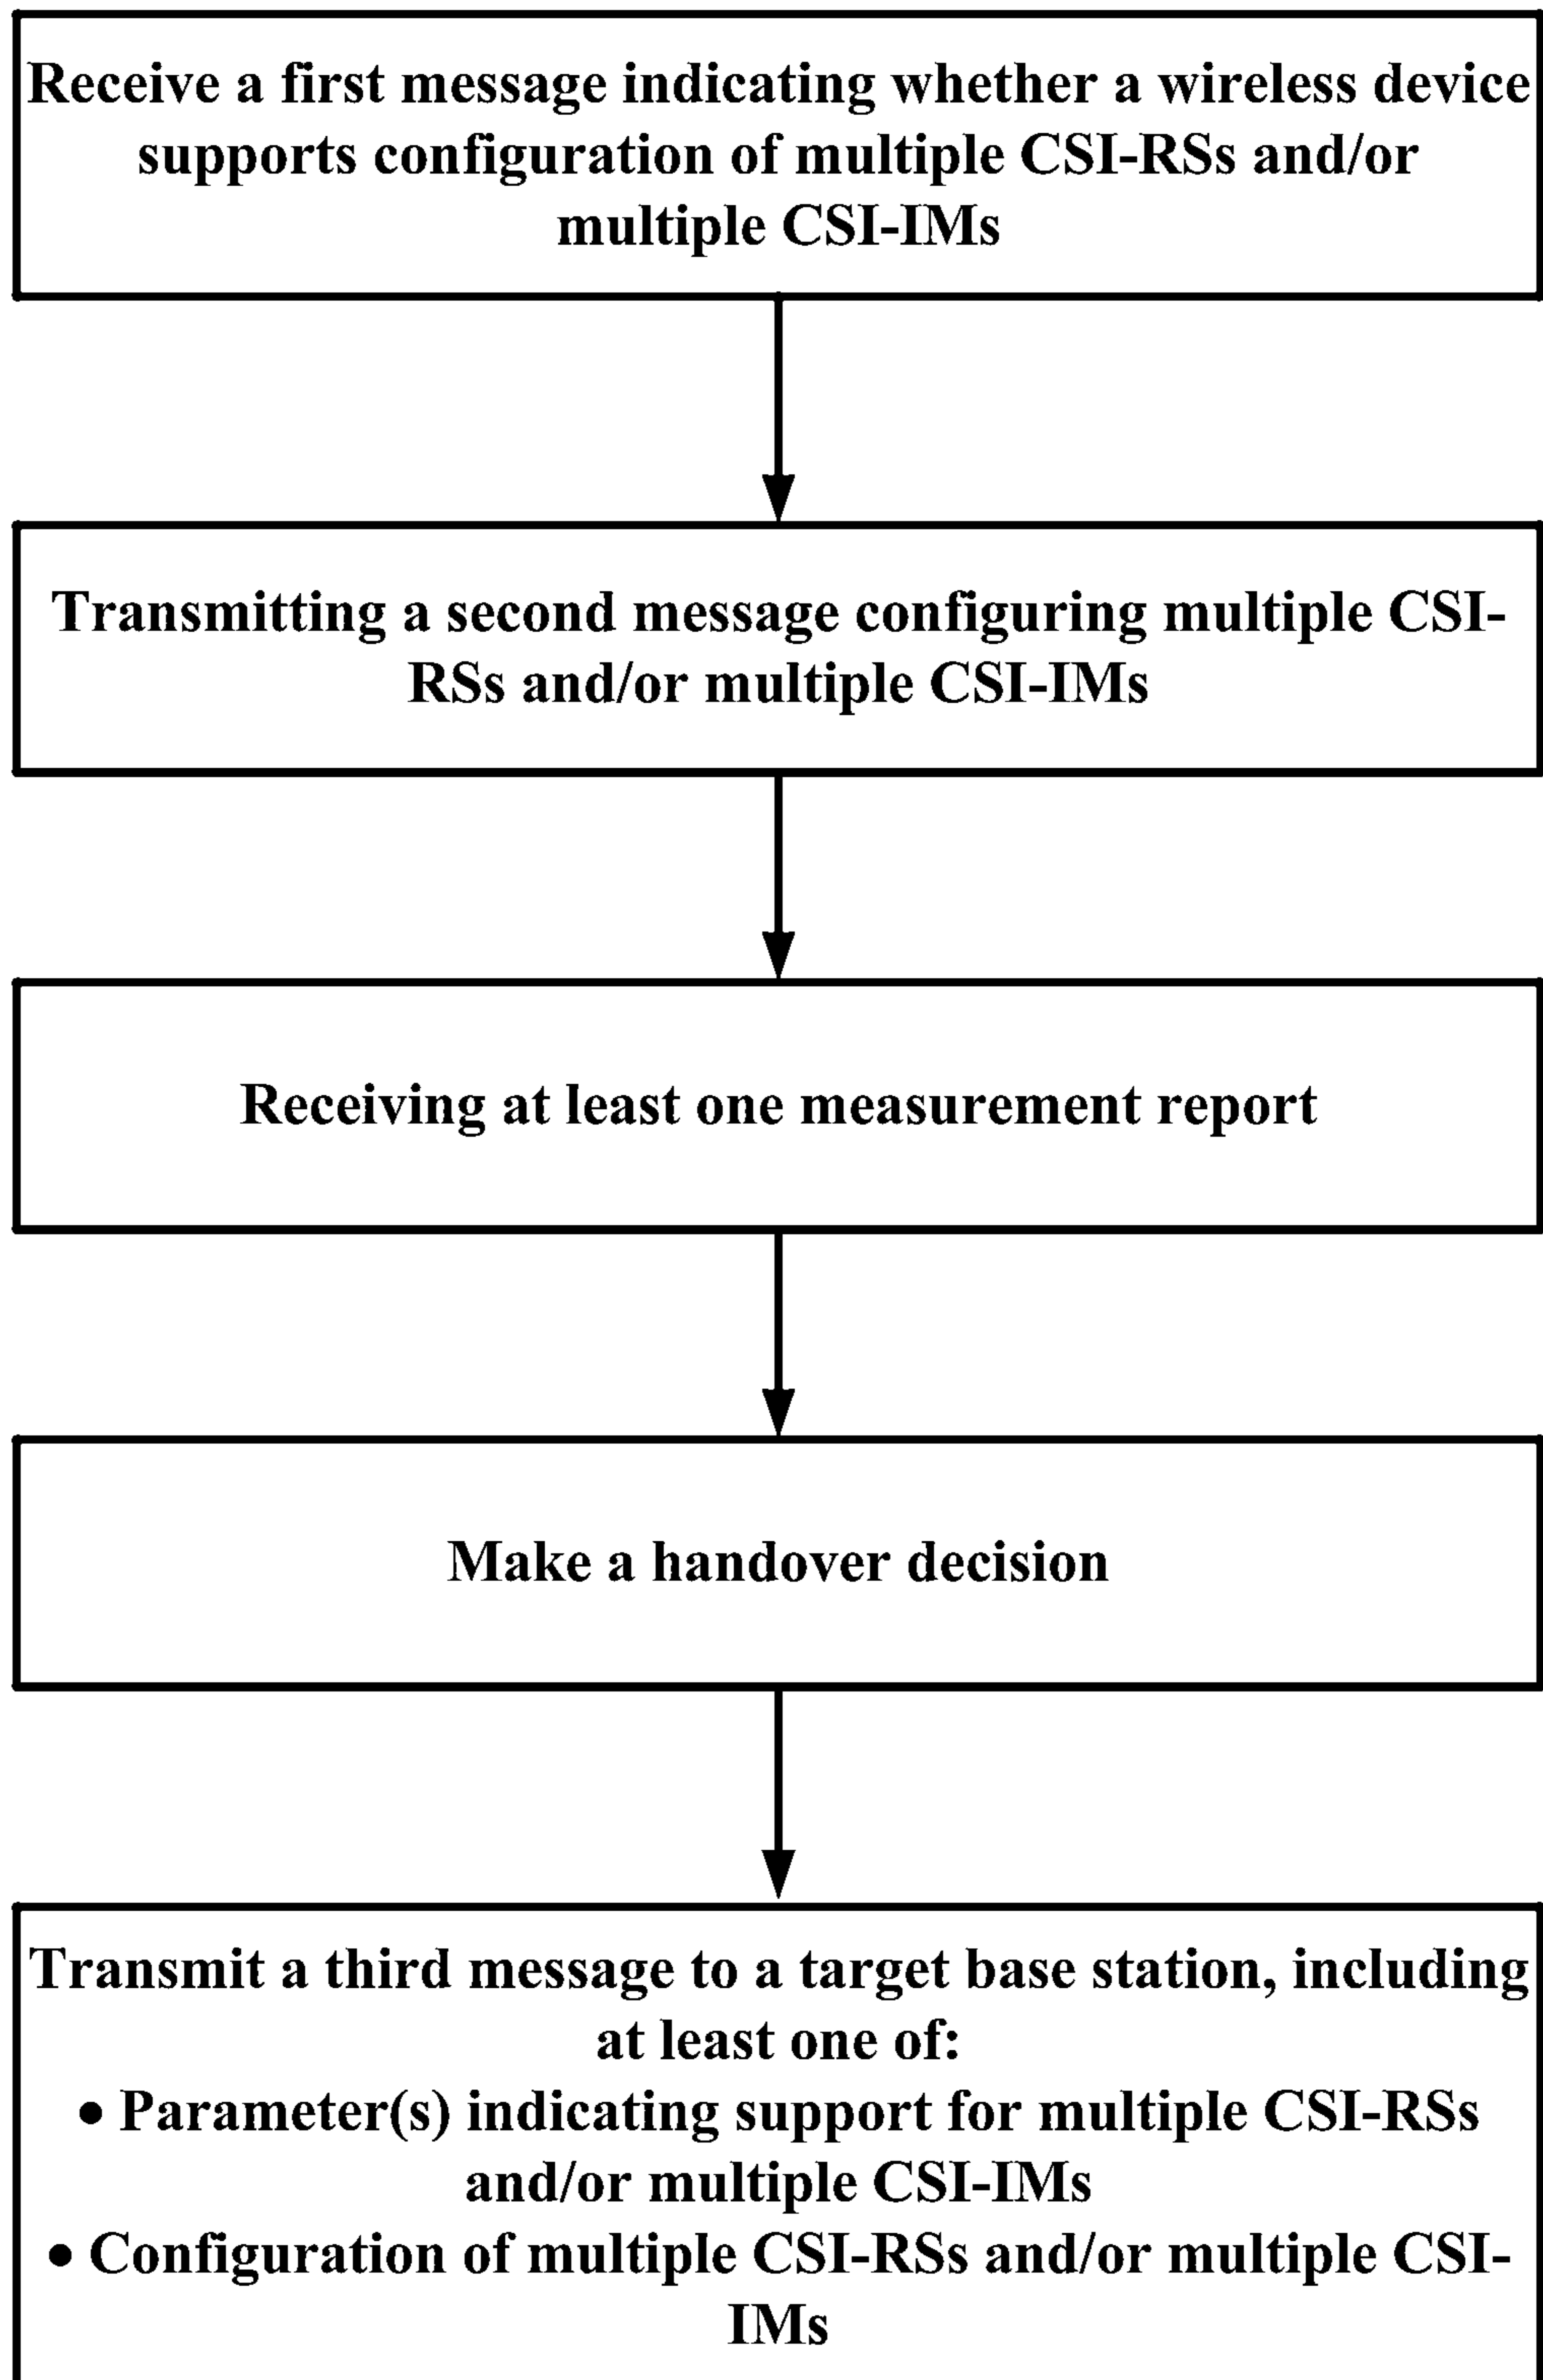 Receive a first message indicating whether a wireless device
supports configuration of multiple CSI-RSs and/or
multiple CSI-IMs
Transmitting a second message configuring multiple CSI-
RSs and/or multiple CSI-IMs
Receiving at least one measurement report
Make a handover decision
Transmit a third message to a target base station, including
at least one of:
• Parameter(s) indicating support for multiple CSI-RSs
and/or multiple CSI-IMs
• Configuration of multiple CSI-RSs and/or multiple CSI-
IMs